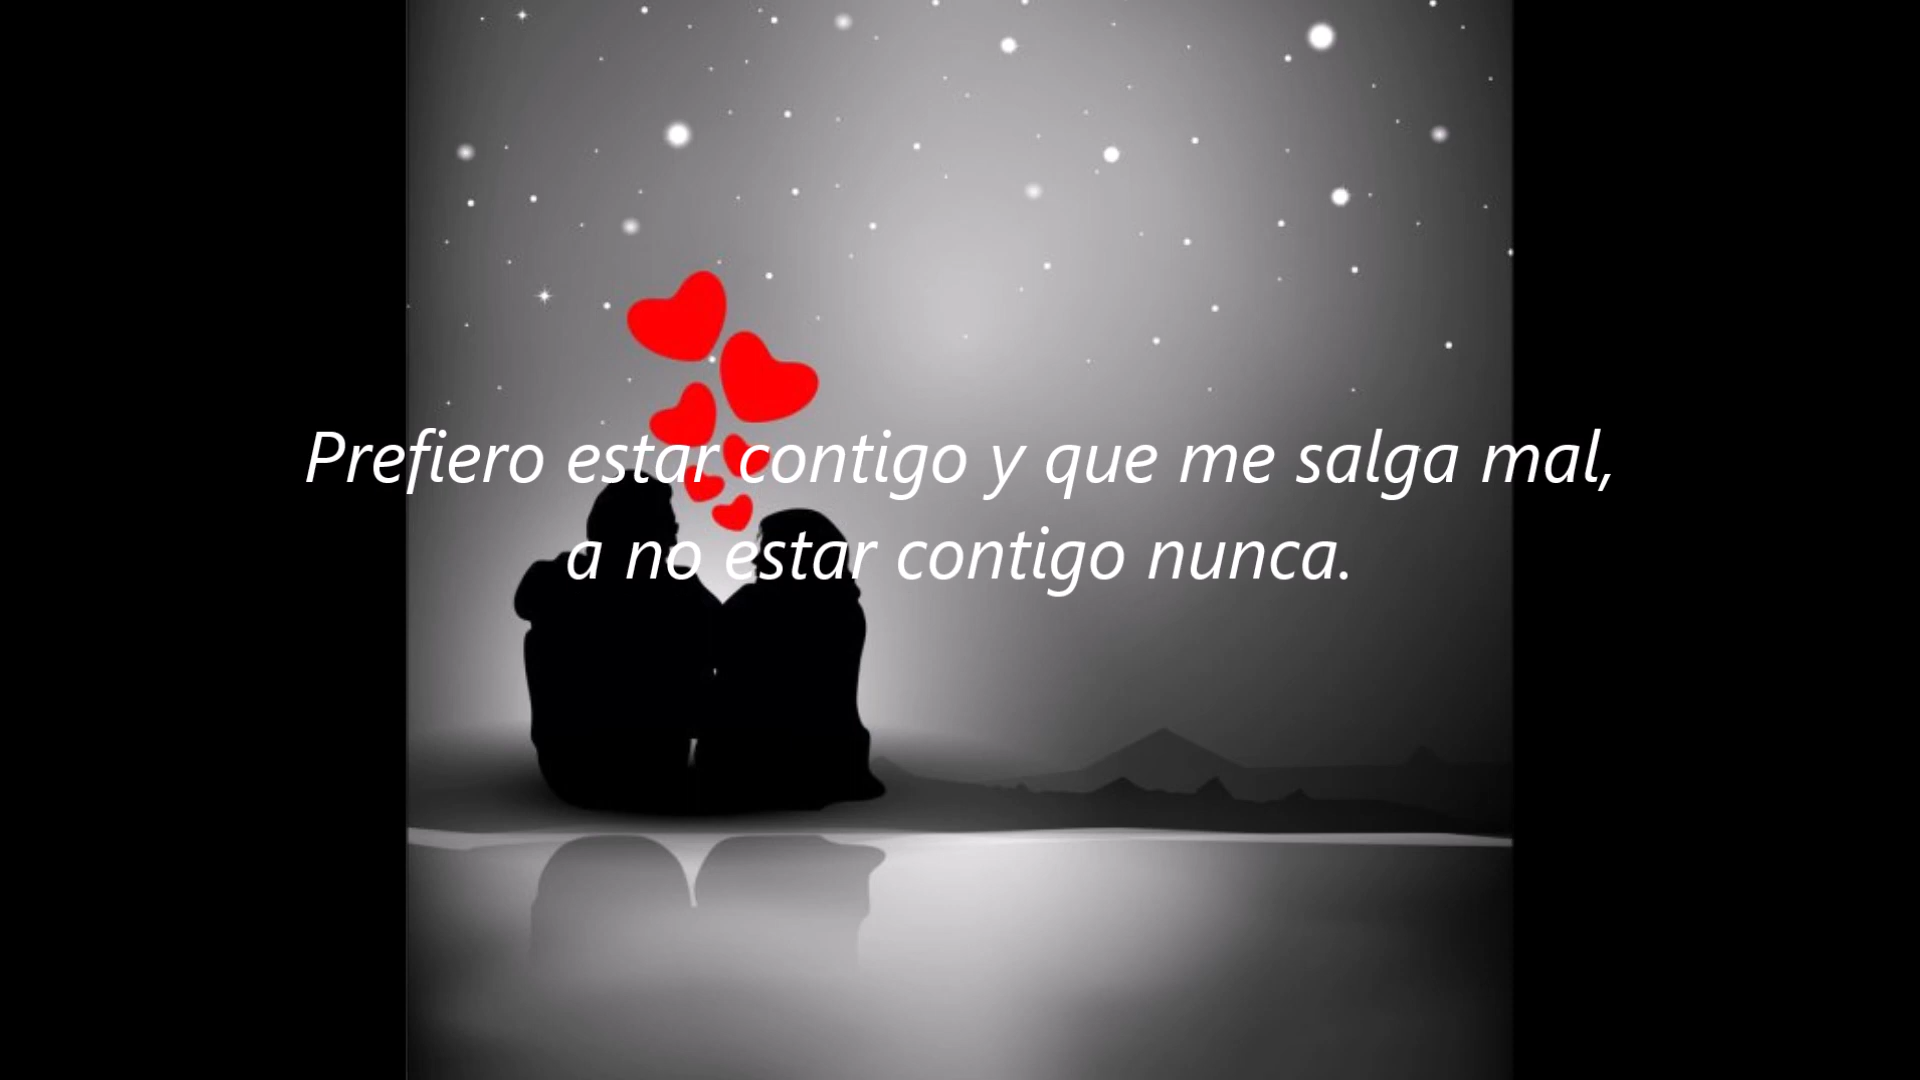 Prefiero estar contigo y que me salga mal,
a no estar contigo nunca.